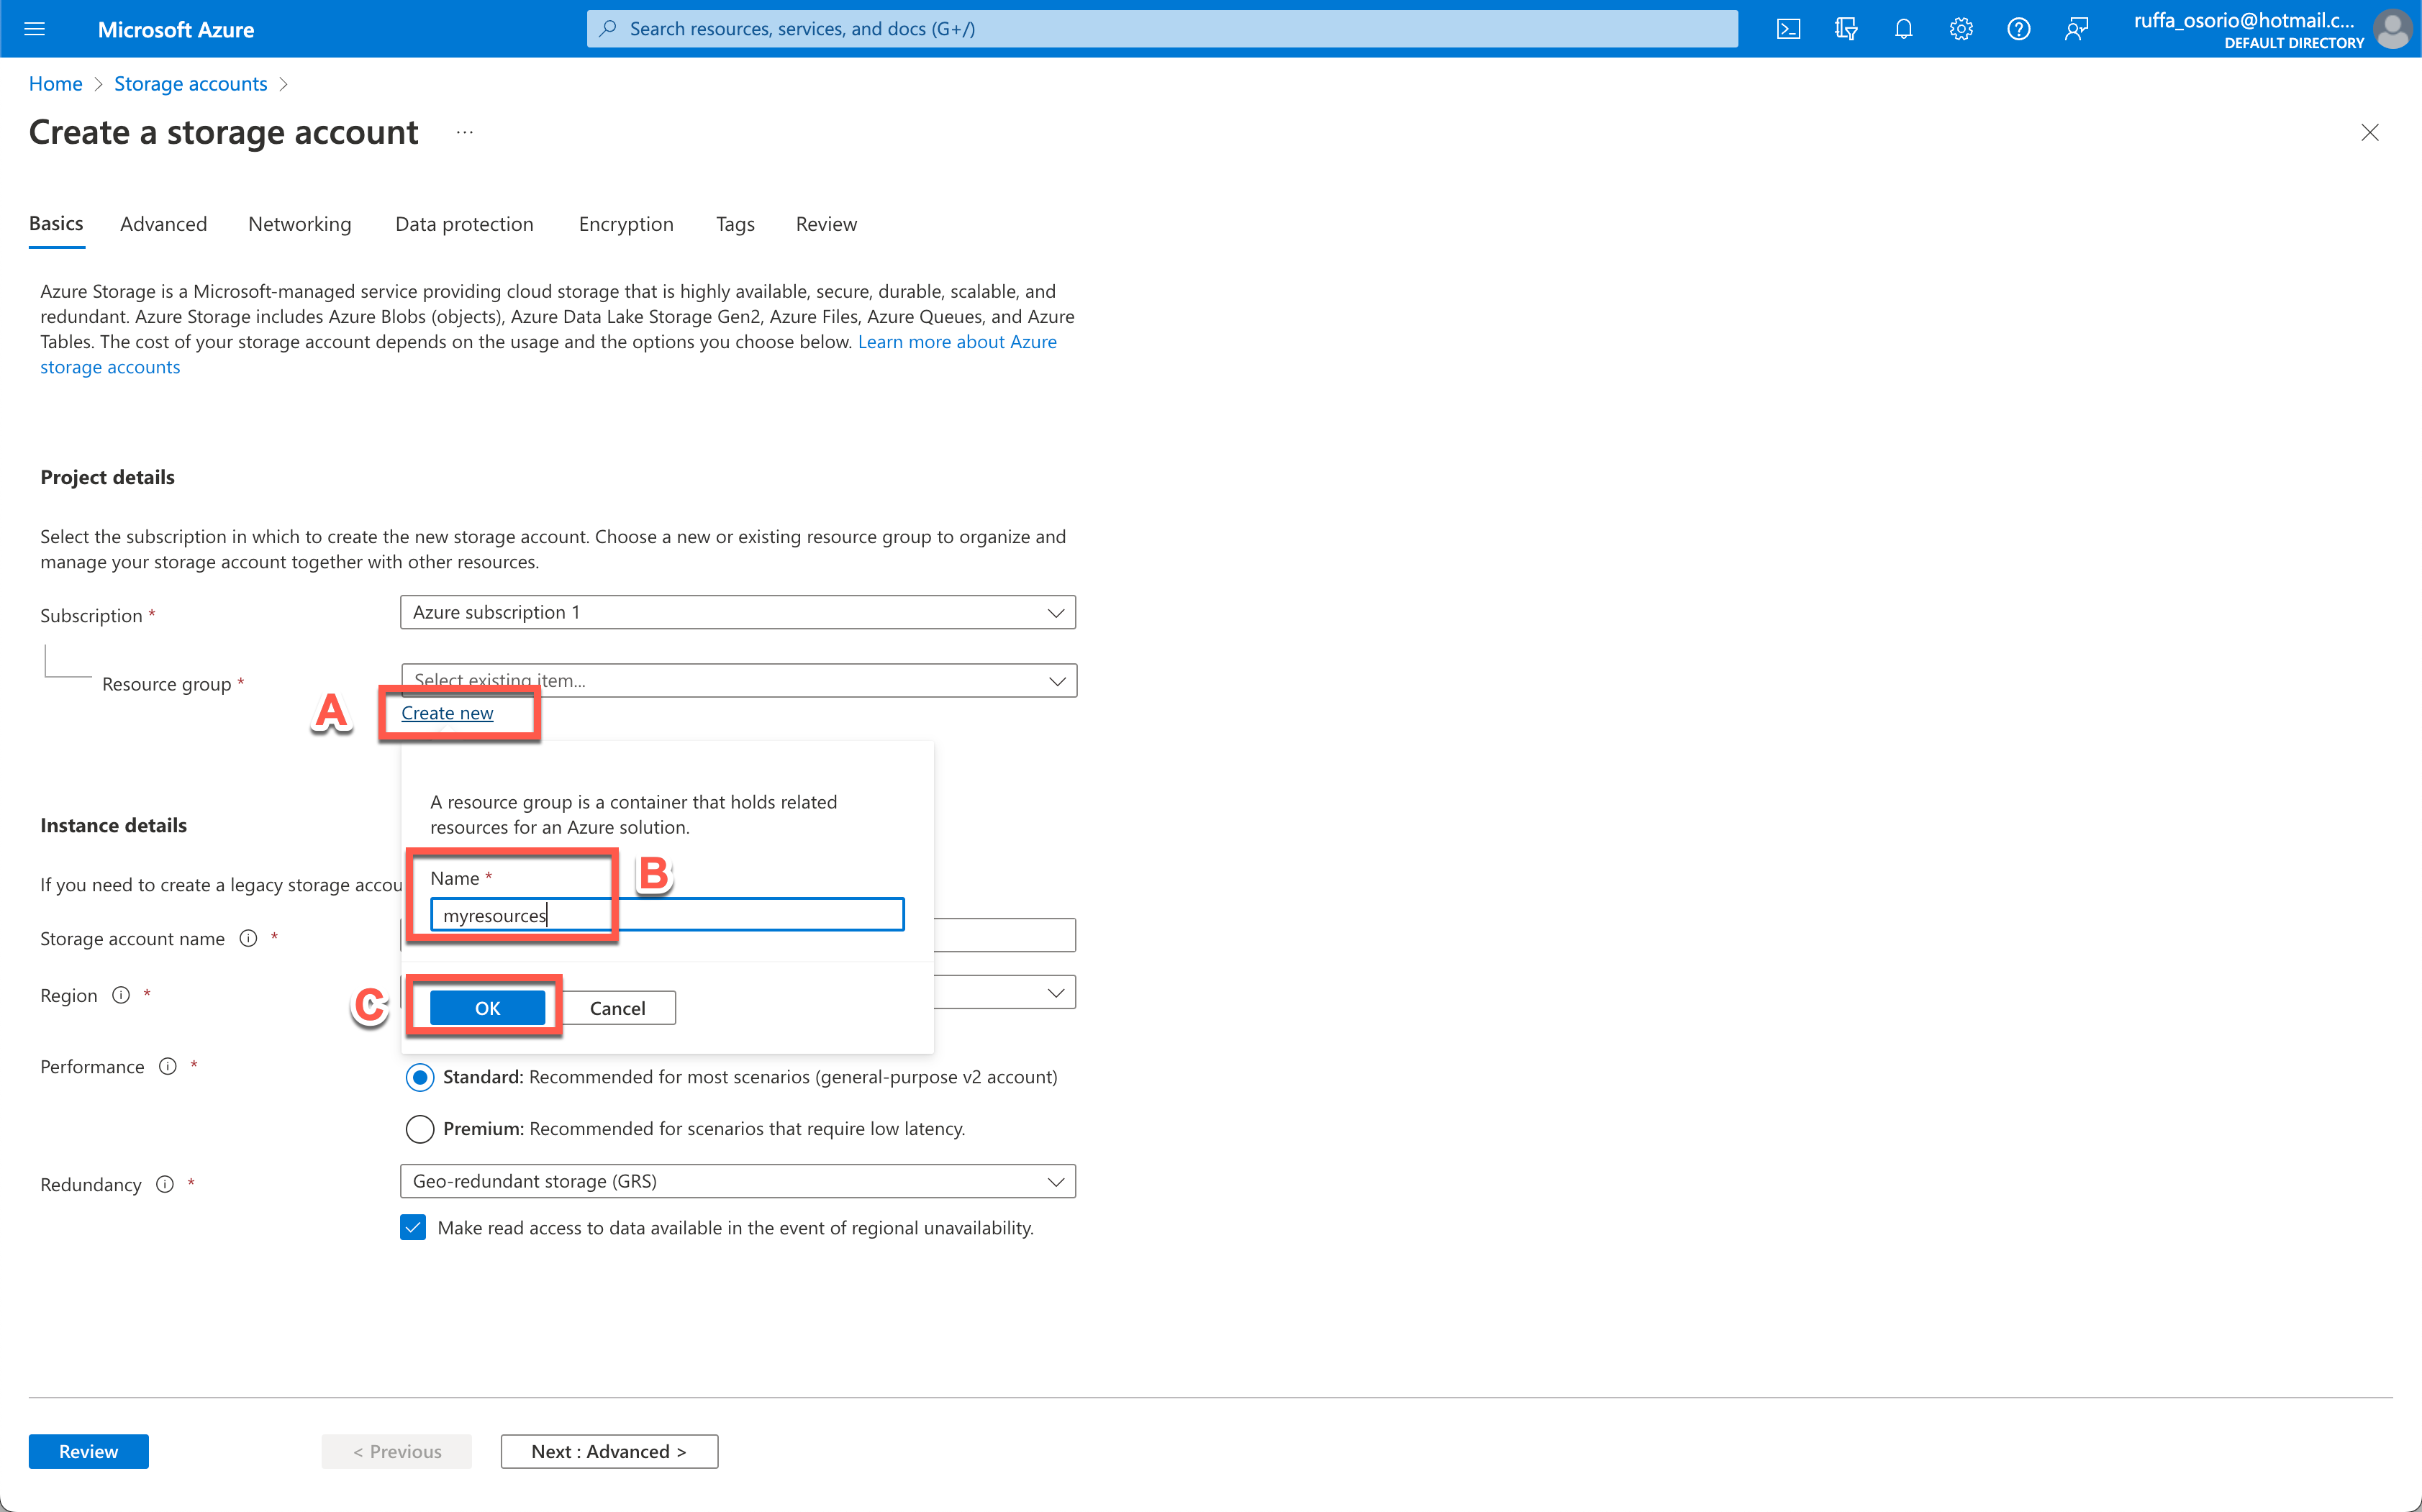 Microsoft Azure
Search resources, services, and docs (G+/)
ruffa_osorio@hotmail.c...
DEFAULT DIRECTORY
Home > Storage accounts >
Create a storage account ...
Basics Advanced Networking Data protection Encryption Tags Review
Azure Storage is a Microsoft-managed service providing cloud storage that is highly available, secure, durable, scalable, and
redundant. Azure Storage includes Azure Blobs (objects), Azure Data Lake Storage Gen2, Azure Files, Azure Queues, and Azure
Tables. The cost of your storage account depends on the usage and the options you choose below. Learn more about Azure
storage accounts
Project details
Select the subscription in which to create the new storage account. Choose a new or existing resource group to organize and
manage your storage account together with other resources.
Subscription *
Azure subscription 1
Resource group *
Select existing item...
A
Create new
A resource group is a container that holds related
resources for an Azure solution.
Instance details
If you need to create a legacy storage accou
Name *
B
myresources
Storage account name *
Region *
C
OK
Cancel
Performance *
Standard: Recommended for most scenarios (general-purpose v2 account)
Premium: Recommended for scenarios that require low latency.
Redundancy *
Geo-redundant storage (GRS)
Make read access to data available in the event of regional unavailability.
Review
< Previous
Next : Advanced >